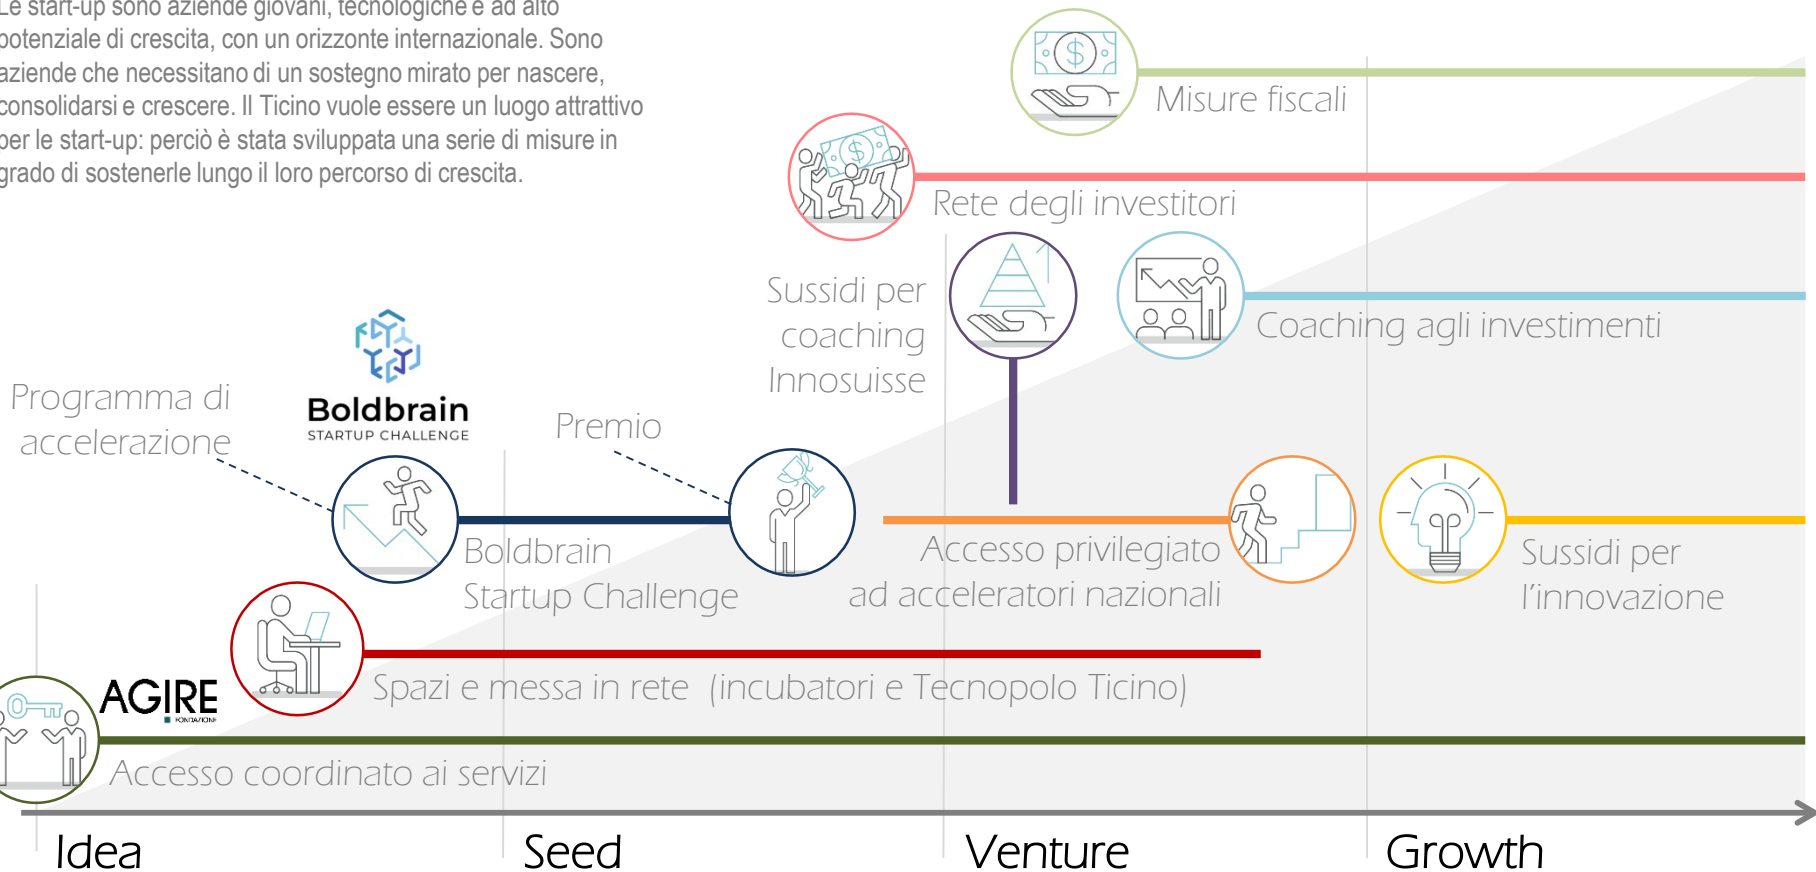 Le start-up sono aziende giovani, tecnologiche e ad alto
potenziale di crescita, con un orizzonte internazionale. Sono
aziende che necessitano di un sostegno mirato per nascere,
consolidarsi e crescere. Il Ticino vuole essere un luogo attrattivo
per le start-up: perciò è stata sviluppata una serie di misure in
grado di sostenerle lungo il loro percorso di crescita.
Misure fiscali
Rete degli investitori
Sussidi per
coaching
Innosuisse
Coaching agli investimenti
Programma di
accelerazione
Boldbrain
STARTUP CHALLENGE
Premio
Boldbrain
Startup Challenge
Accesso privilegiato
ad acceleratori nazionali
Sussidi per
l'innovazione
Spazi e messa in rete (incubatori e Tecnopolo Ticino)
AGIRE
FONDAZIONE
Accesso coordinato ai servizi
Idea
Seed
Venture
Growth